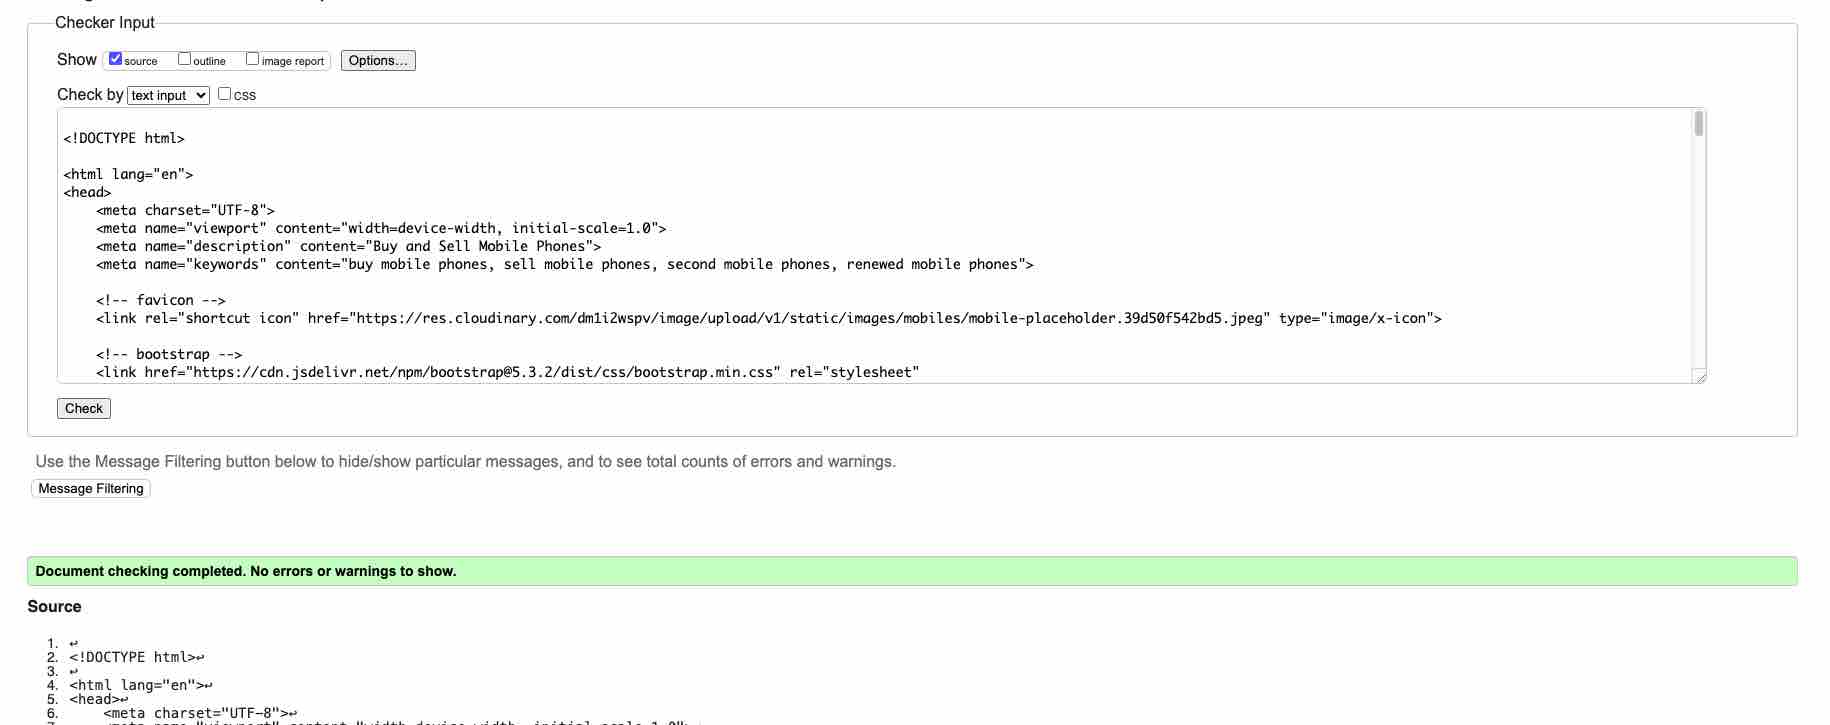 Checker Input
Show source outline image report Options...
Check by text input css
<!DOCTYPE html>
<html lang="en">
<head>
<meta charset="UTF-8">
<meta name="viewport" content="width=device-width, initial-scale=1.0">
<meta name="description" content="Buy and Sell Mobile Phones">
<meta name="keywords" content="buy mobile phones, sell mobile phones, second mobile phones, renewed mobile phones">
<!-- favicon -->
<link rel="shortcut icon" href="https://res.cloudinary.com/dm1i2wspv/image/upload/v1/static/images/mobiles/mobile-placeholder.39d50f542bd5.jpeg" type="image/x-icon">
<!-- bootstrap -->
<link href="https://cdn.jsdelivr.net/npm/bootstrap@5.3.2/dist/css/bootstrap.min.css" rel="stylesheet"
Check
Use the Message Filtering button below to hide/show particular messages, and to see total counts of errors and warnings.
Message Filtering
Document checking completed. No errors or warnings to show.
Source
1. ↩
2. <!DOCTYPE html>↩
3. ↩
4. <html lang="en">↩
5. <head>↩
6. <meta charset="UTF-8">↩